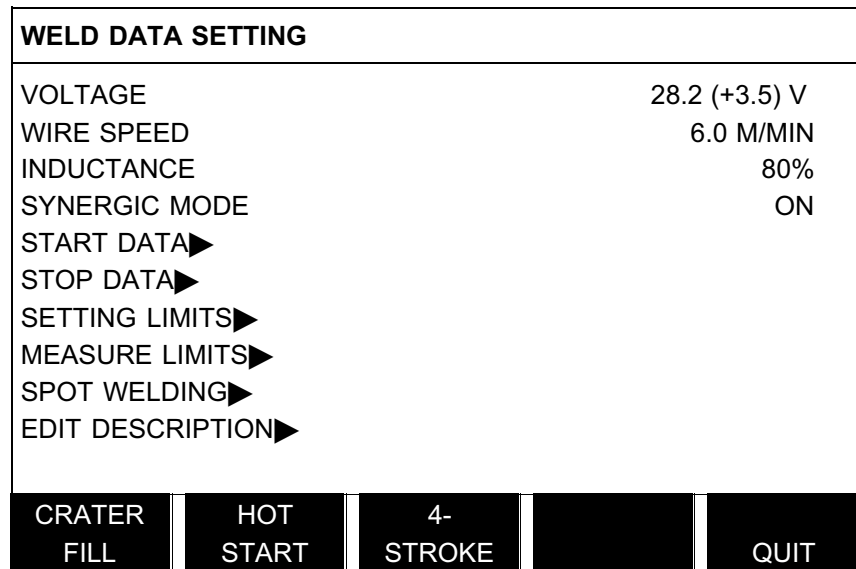 WELD DATA SETTING
VOLTAGE 28.2 (+3.5) V
WIRE SPEED 6.0 M/MIN
INDUCTANCE 80%
SYNERGIC MODE ON
START DATA▶
STOP DATA▶
SETTING LIMITS▶
MEASURE LIMITS▶
SPOT WELDING▶
EDIT DESCRIPTION▶
CRATER HOT 4-
FILL START STROKE QUIT